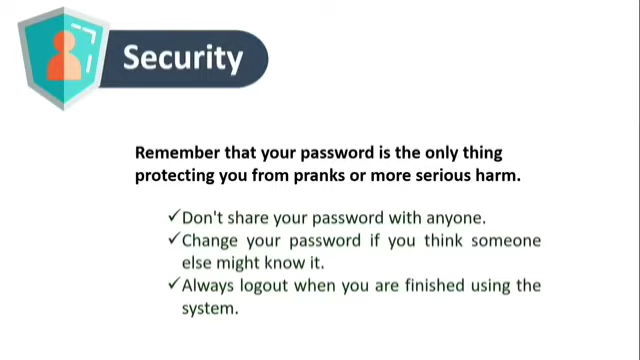 Security
Remember that your password is the only thing
protecting you from pranks or more serious harm.
✓Don't share your password with anyone.
✓Change your password if you think someone
else might know it.
✓Always logout when you are finished using the
system.